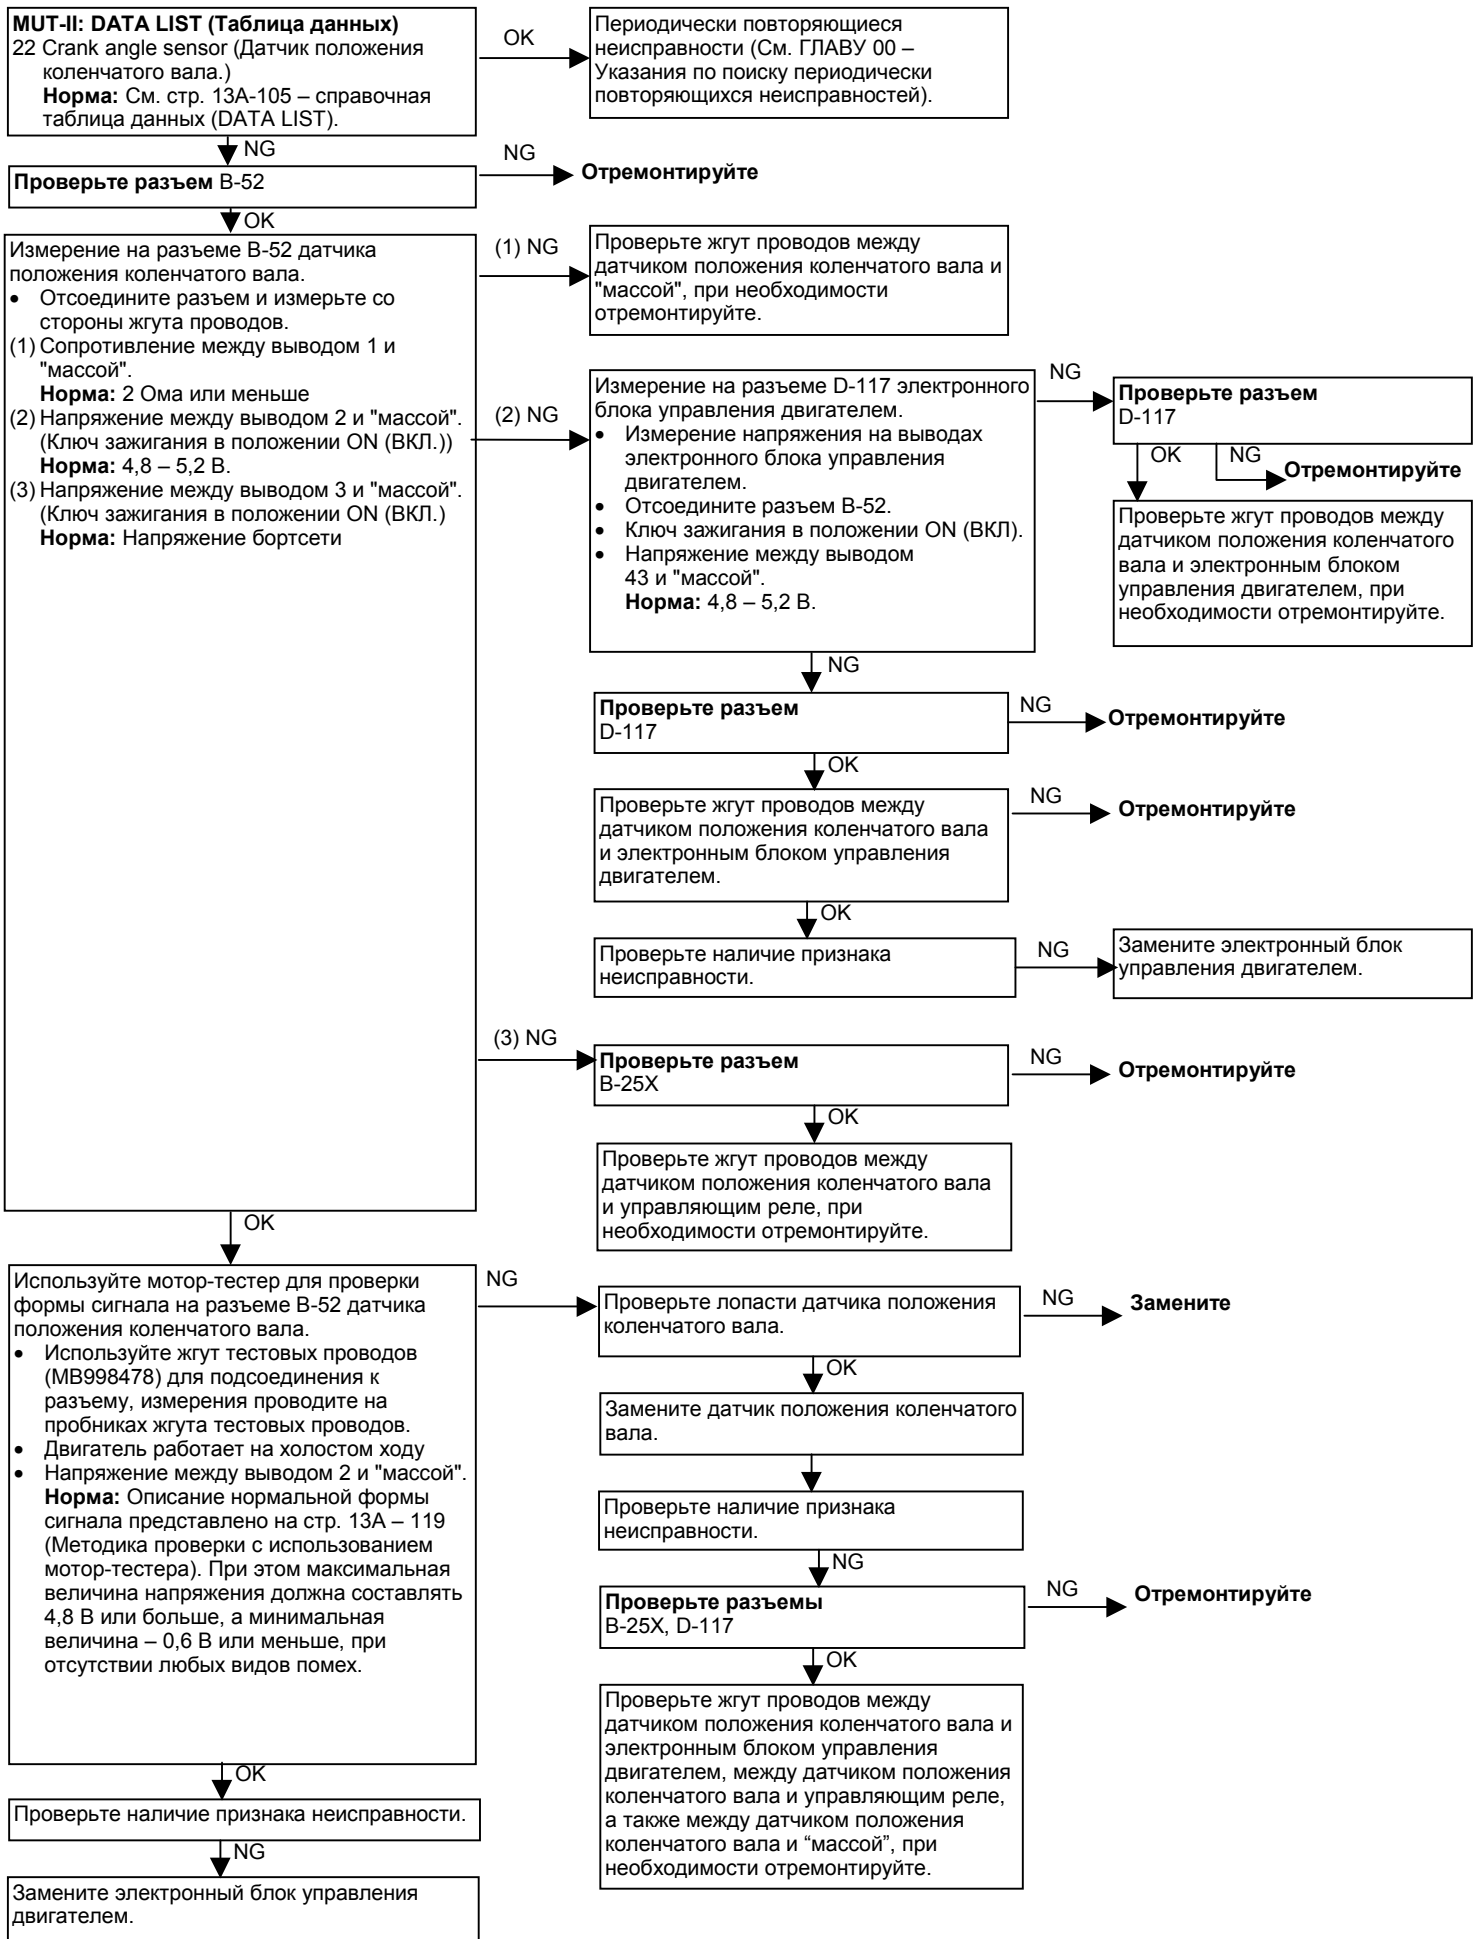 MUT-II: DATA LIST (Таблица данных)
22 Crank angle sensor (Датчик положения
коленчатого вала.)
Норма: См. стр. 13А-105 – справочная
таблица данных (DATA LIST).
OK
Периодически повторяющиеся
неисправности (См. ГЛАВУ 00 –
Указания по поиску периодически
повторяющихся неисправностей).
NG
Проверьте разъем В-52
NG
Отремонтируйте
OK
Измерение на разъеме В-52 датчика
положения коленчатого вала.
• Отсоедините разъем и измерьте со
стороны жгута проводов.
(1) Сопротивление между выводом 1 и
"массой".
Норма: 2 Ома или меньше
(2) Напряжение между выводом 2 и "массой".
(Ключ зажигания в положении ON (ВКЛ.))
Норма: 4,8 – 5,2 В.
(3) Напряжение между выводом 3 и "массой".
(Ключ зажигания в положении ON (ВКЛ.)
Норма: Напряжение бортсети
(1) NG
Проверьте жгут проводов между
датчиком положения коленчатого вала и
"массой", при необходимости
отремонтируйте.
(2) NG
Измерение на разъеме D-117 электронного
блока управления двигателем.
• Измерение напряжения на выводах
электронного блока управления
двигателем.
• Отсоедините разъем В-52.
• Ключ зажигания в положении ON (ВКЛ).
• Напряжение между выводом
43 и "массой".
Норма: 4,8 – 5,2 В.
NG
Проверьте разъем
D-117
OK
NG
Отремонтируйте
Проверьте жгут проводов между
датчиком положения коленчатого
вала и электронным блоком
управления двигателем, при
необходимости отремонтируйте.
NG
Проверьте разъем
D-117
NG
Отремонтируйте
OK
Проверьте жгут проводов между
датчиком положения коленчатого вала
и электронным блоком управления
двигателем.
NG
Отремонтируйте
OK
Проверьте наличие признака
неисправности.
NG
Замените электронный блок
управления двигателем.
(3) NG
Проверьте разъем
В-25Х
NG
Отремонтируйте
OK
Проверьте жгут проводов между
датчиком положения коленчатого вала
и управляющим реле, при
необходимости отремонтируйте.
OK
Используйте мотор-тестер для проверки
формы сигнала на разъеме В-52 датчика
положения коленчатого вала.
• Используйте жгут тестовых проводов
(МВ998478) для подсоединения к
разъему, измерения проводите на
пробниках жгута тестовых проводов.
• Двигатель работает на холостом ходу
• Напряжение между выводом 2 и "массой".
Норма: Описание нормальной формы
сигнала представлено на стр. 13А – 119
(Методика проверки с использованием
мотор-тестера). При этом максимальная
величина напряжения должна составлять
4,8 В или больше, а минимальная
величина – 0,6 В или меньше, при
отсутствии любых видов помех.
NG
Проверьте лопасти датчика положения
коленчатого вала.
NG
Замените
OK
Замените датчик положения коленчатого
вала.
Проверьте наличие признака
неисправности.
NG
Проверьте разъемы
В-25Х, D-117
NG
Отремонтируйте
OK
Проверьте жгут проводов между
датчиком положения коленчатого вала и
электронным блоком управления
двигателем, между датчиком положения
коленчатого вала и управляющим реле,
а также между датчиком положения
коленчатого вала и “массой”, при
необходимости отремонтируйте.
OK
Проверьте наличие признака неисправности.
NG
Замените электронный блок управления
двигателем.